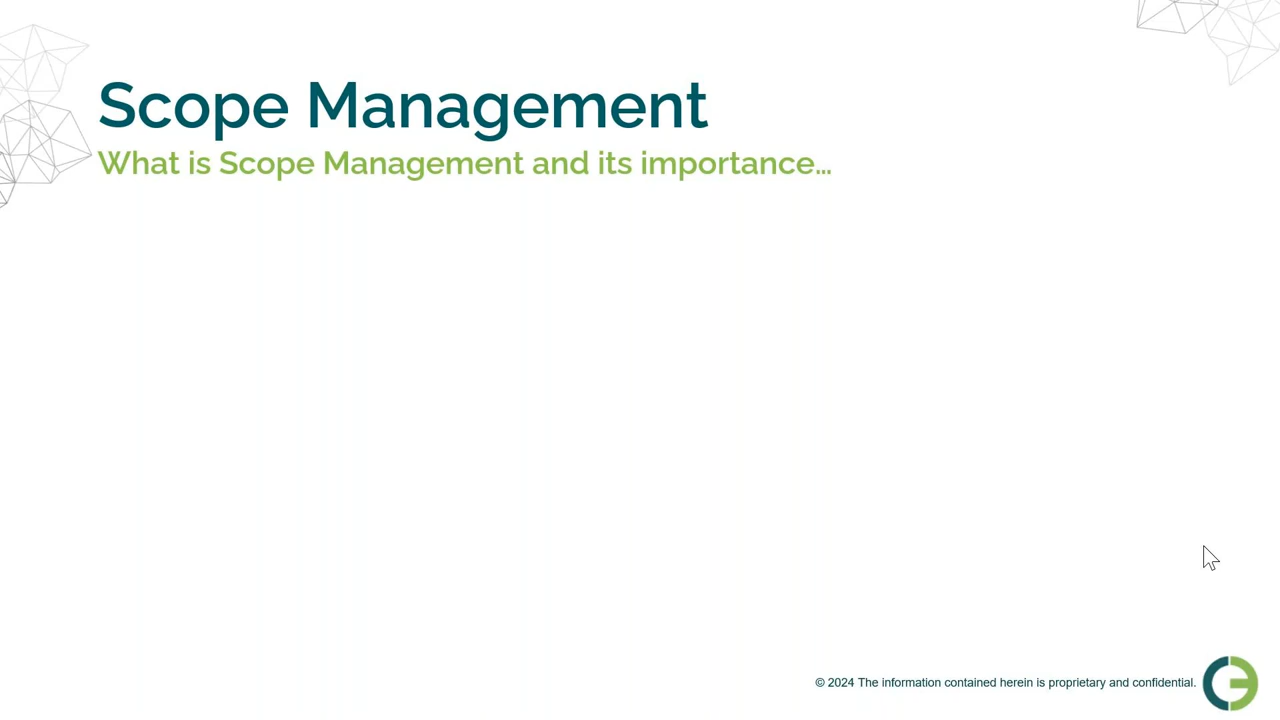 Scope Management
What is Scope Management and its importance…
© 2024 The information contained herein is proprietary and confidential.